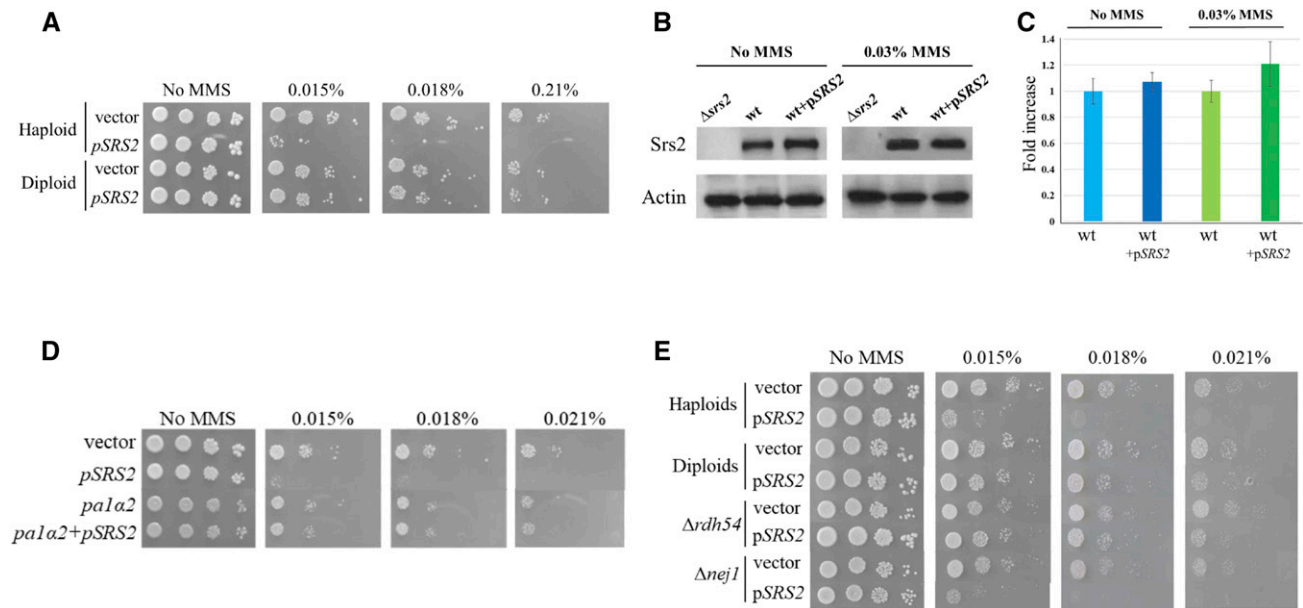 A
No MMS 0.015% 0.018% 0.21%
Haploid
vector
pSRS2
Diploid
vector
pSRS2
B
No MMS 0.03% MMS
Δsrs2 wt wt+pSRS2 Δsrs2 wt wt+pSRS2
Srs2
Actin
C
No MMS 0.03% MMS
Fold increase
1.4
1.2
1
0.8
0.6
0.4
0.2
0
wt wt +pSRS2 wt wt +pSRS2
D
No MMS 0.015% 0.018% 0.021%
vector
pSRS2
pa1α2
pa1α2+pSRS2
E
No MMS 0.015% 0.018% 0.021%
Haploids
vector
pSRS2
Diploids
vector
pSRS2
Δrdh54
vector
pSRS2
Δnej1
vector
pSRS2